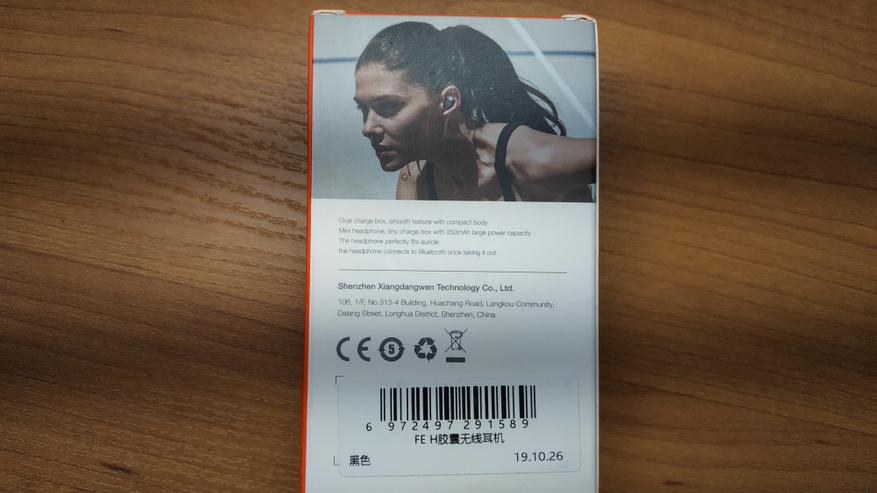 Oval charge box, smooth texture with compact body
Mini headphone, tiny charge box with 250mAh large power capacity
The headphone perfectly fits auricle
the headphone connects to Bluetooth once taking it out
Shenzhen Xiangdangwen Technology Co., Ltd.
106, 1/F, No.313-4 Building, Huachang Road, Langkou Community,
Dalang Street, Longhua District, Shenzhen, China
CE 5
6 972497 291589
FE H胶囊无线耳机
黑色 19.10.26